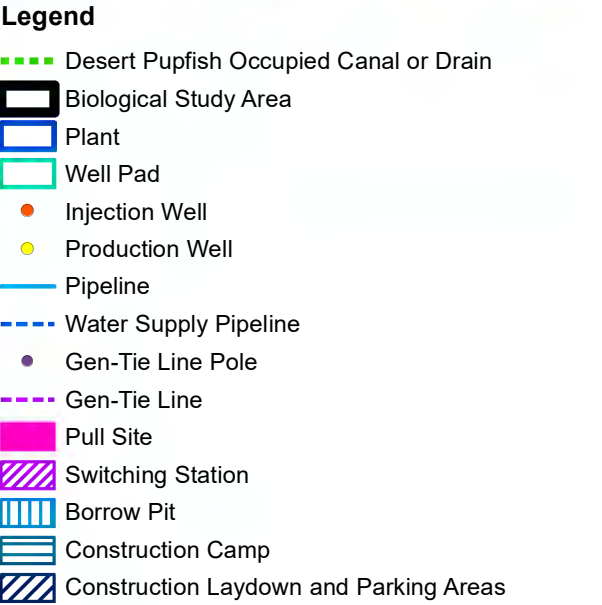 Legend
Desert Pupfish Occupied Canal or Drain
Biological Study Area
Plant
Well Pad
Injection Well
Production Well
Pipeline
Water Supply Pipeline
Gen-Tie Line Pole
Gen-Tie Line
Pull Site
Switching Station
Borrow Pit
Construction Camp
Construction Laydown and Parking Areas